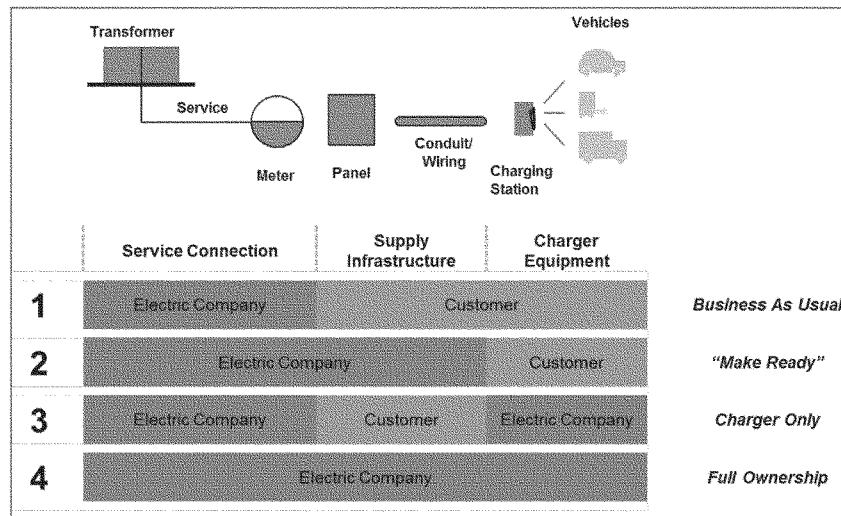 Transformer
Vehicles
Service
Meter
Panel
Conduit/
Wiring
Charging
Station
Service Connection
Supply
Infrastructure
Charger
Equipment
1
Electric Company
Customer
Business As Usual
2
Electric Company
Customer
“Make Ready”
3
Electric Company
Customer
Electric Company
Charger Only
4
Electric Company
Full Ownership